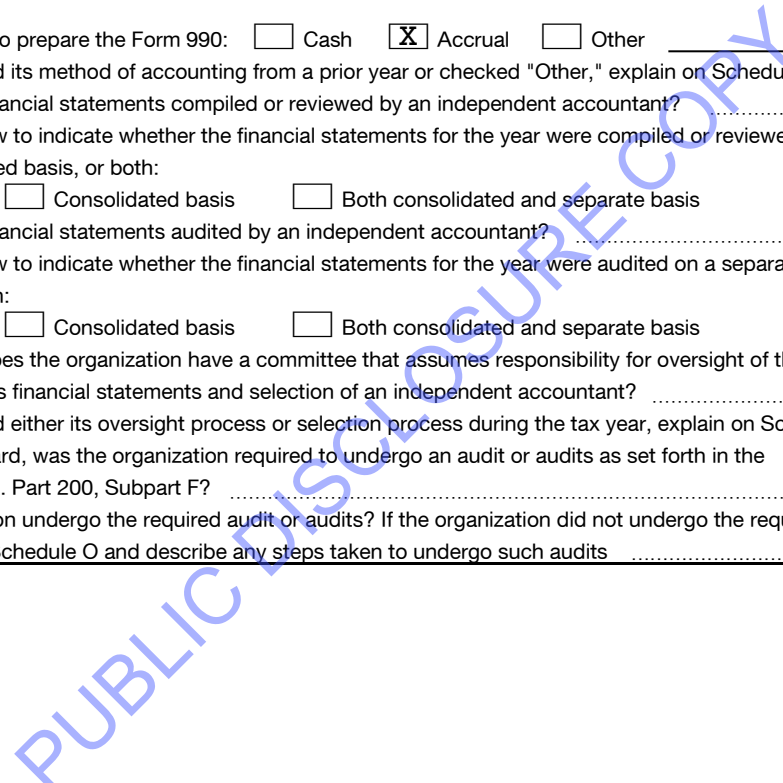 o prepare the Form 990: Cash X Accrual Other
d its method of accounting from a prior year or checked "Other," explain on Schedu
ancial statements compiled or reviewed by an independent accountant?
w to indicate whether the financial statements for the year were compiled or reviewe
ed basis, or both:
Consolidated basis Both consolidated and separate basis
ancial statements audited by an independent accountant?
w to indicate whether the financial statements for the year were audited on a separa
n:
Consolidated basis Both consolidated and separate basis
oes the organization have a committee that assumes responsibility for oversight of th
s financial statements and selection of an independent accountant?
d either its oversight process or selection process during the tax year, explain on Sc
ard, was the organization required to undergo an audit or audits as set forth in the
. Part 200, Subpart F?
on undergo the required audit or audits? If the organization did not undergo the requ
Schedule O and describe any steps taken to undergo such audits
PUBLIC DISCLOSURE COPY